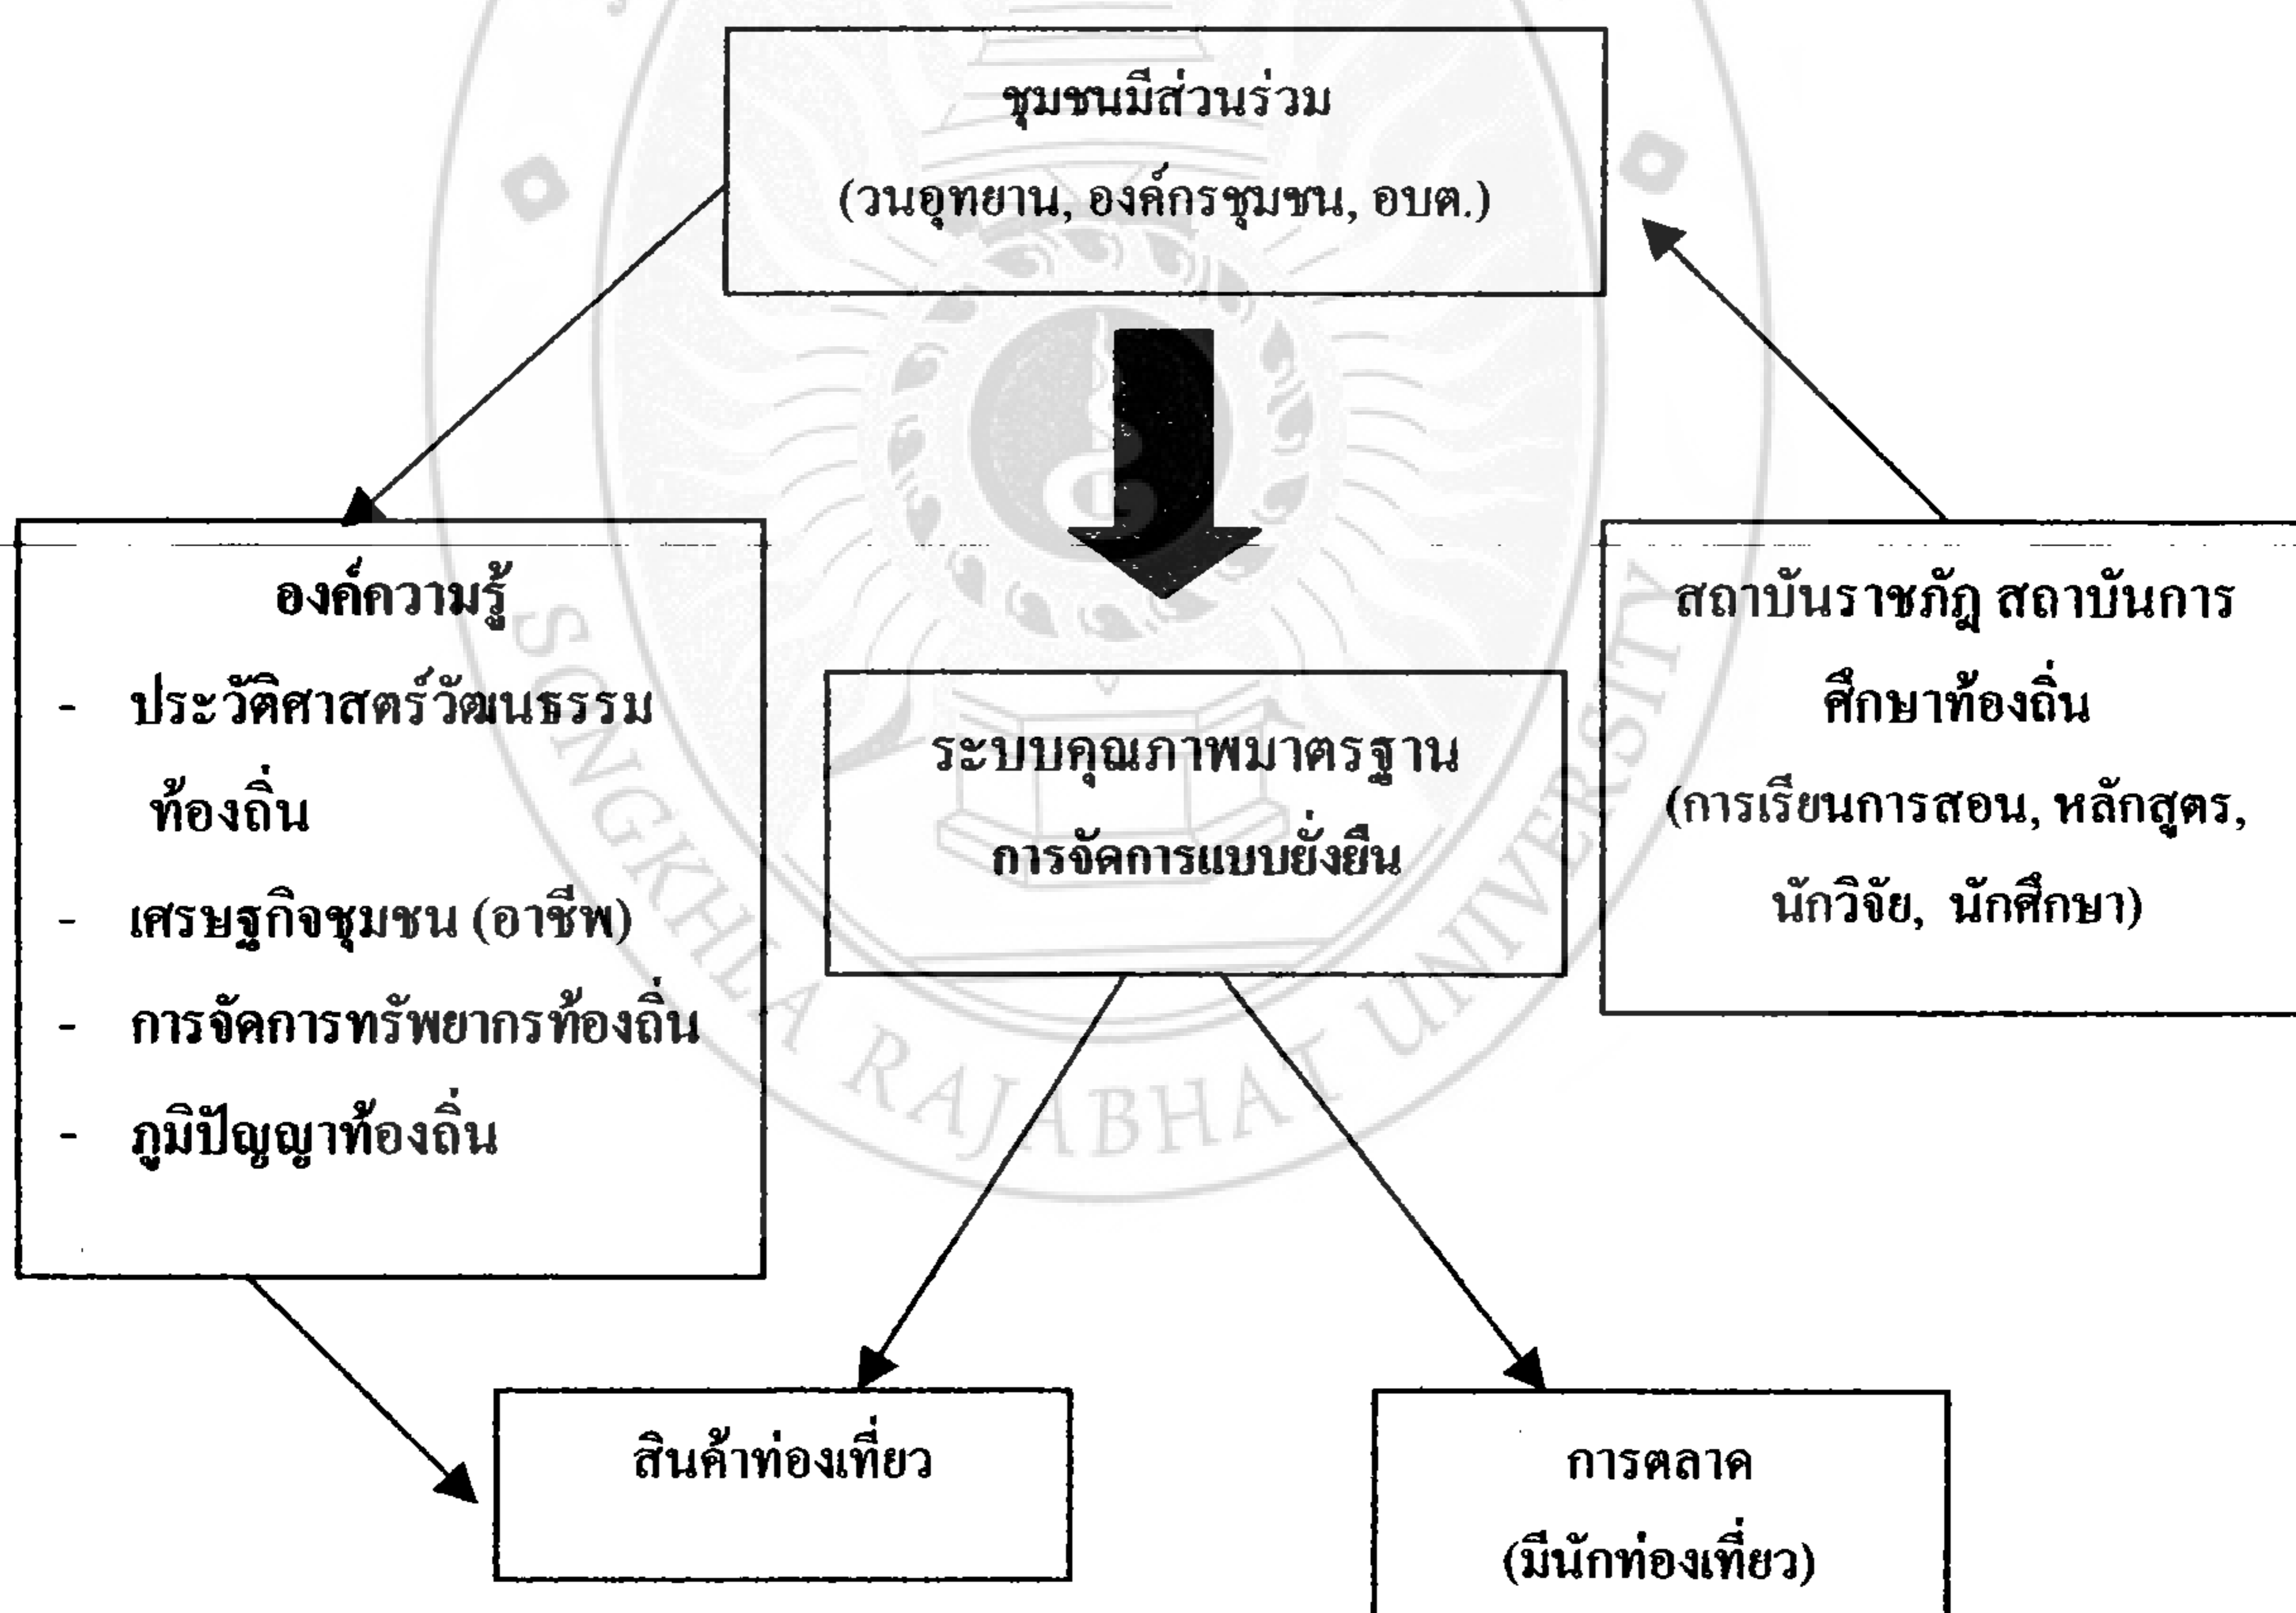 ชุมชนมีส่วนร่วม
(วนอุทยาน, องค์กรชุมชน, อบต.)
องค์ความรู้
- ประวัติศาสตร์วัฒนธรรม
ท้องถิ่น
- เศรษฐกิจชุมชน (อาชีพ)
- การจัดการทรัพยากรท้องถิ่น
- ภูมิปัญญาท้องถิ่น
ระบบคุณภาพมาตรฐาน
การจัดการแบบยั่งยืน
สถาบันราชภัฏ สถาบันการ
ศึกษาท้องถิ่น
(การเรียนการสอน, หลักสูตร,
นักวิจัย, นักศึกษา)
สินค้าท่องเที่ยว
การตลาด
(มีนักท่องเที่ยว)
SONGKHLA RAJABHAT UNIVERSITY